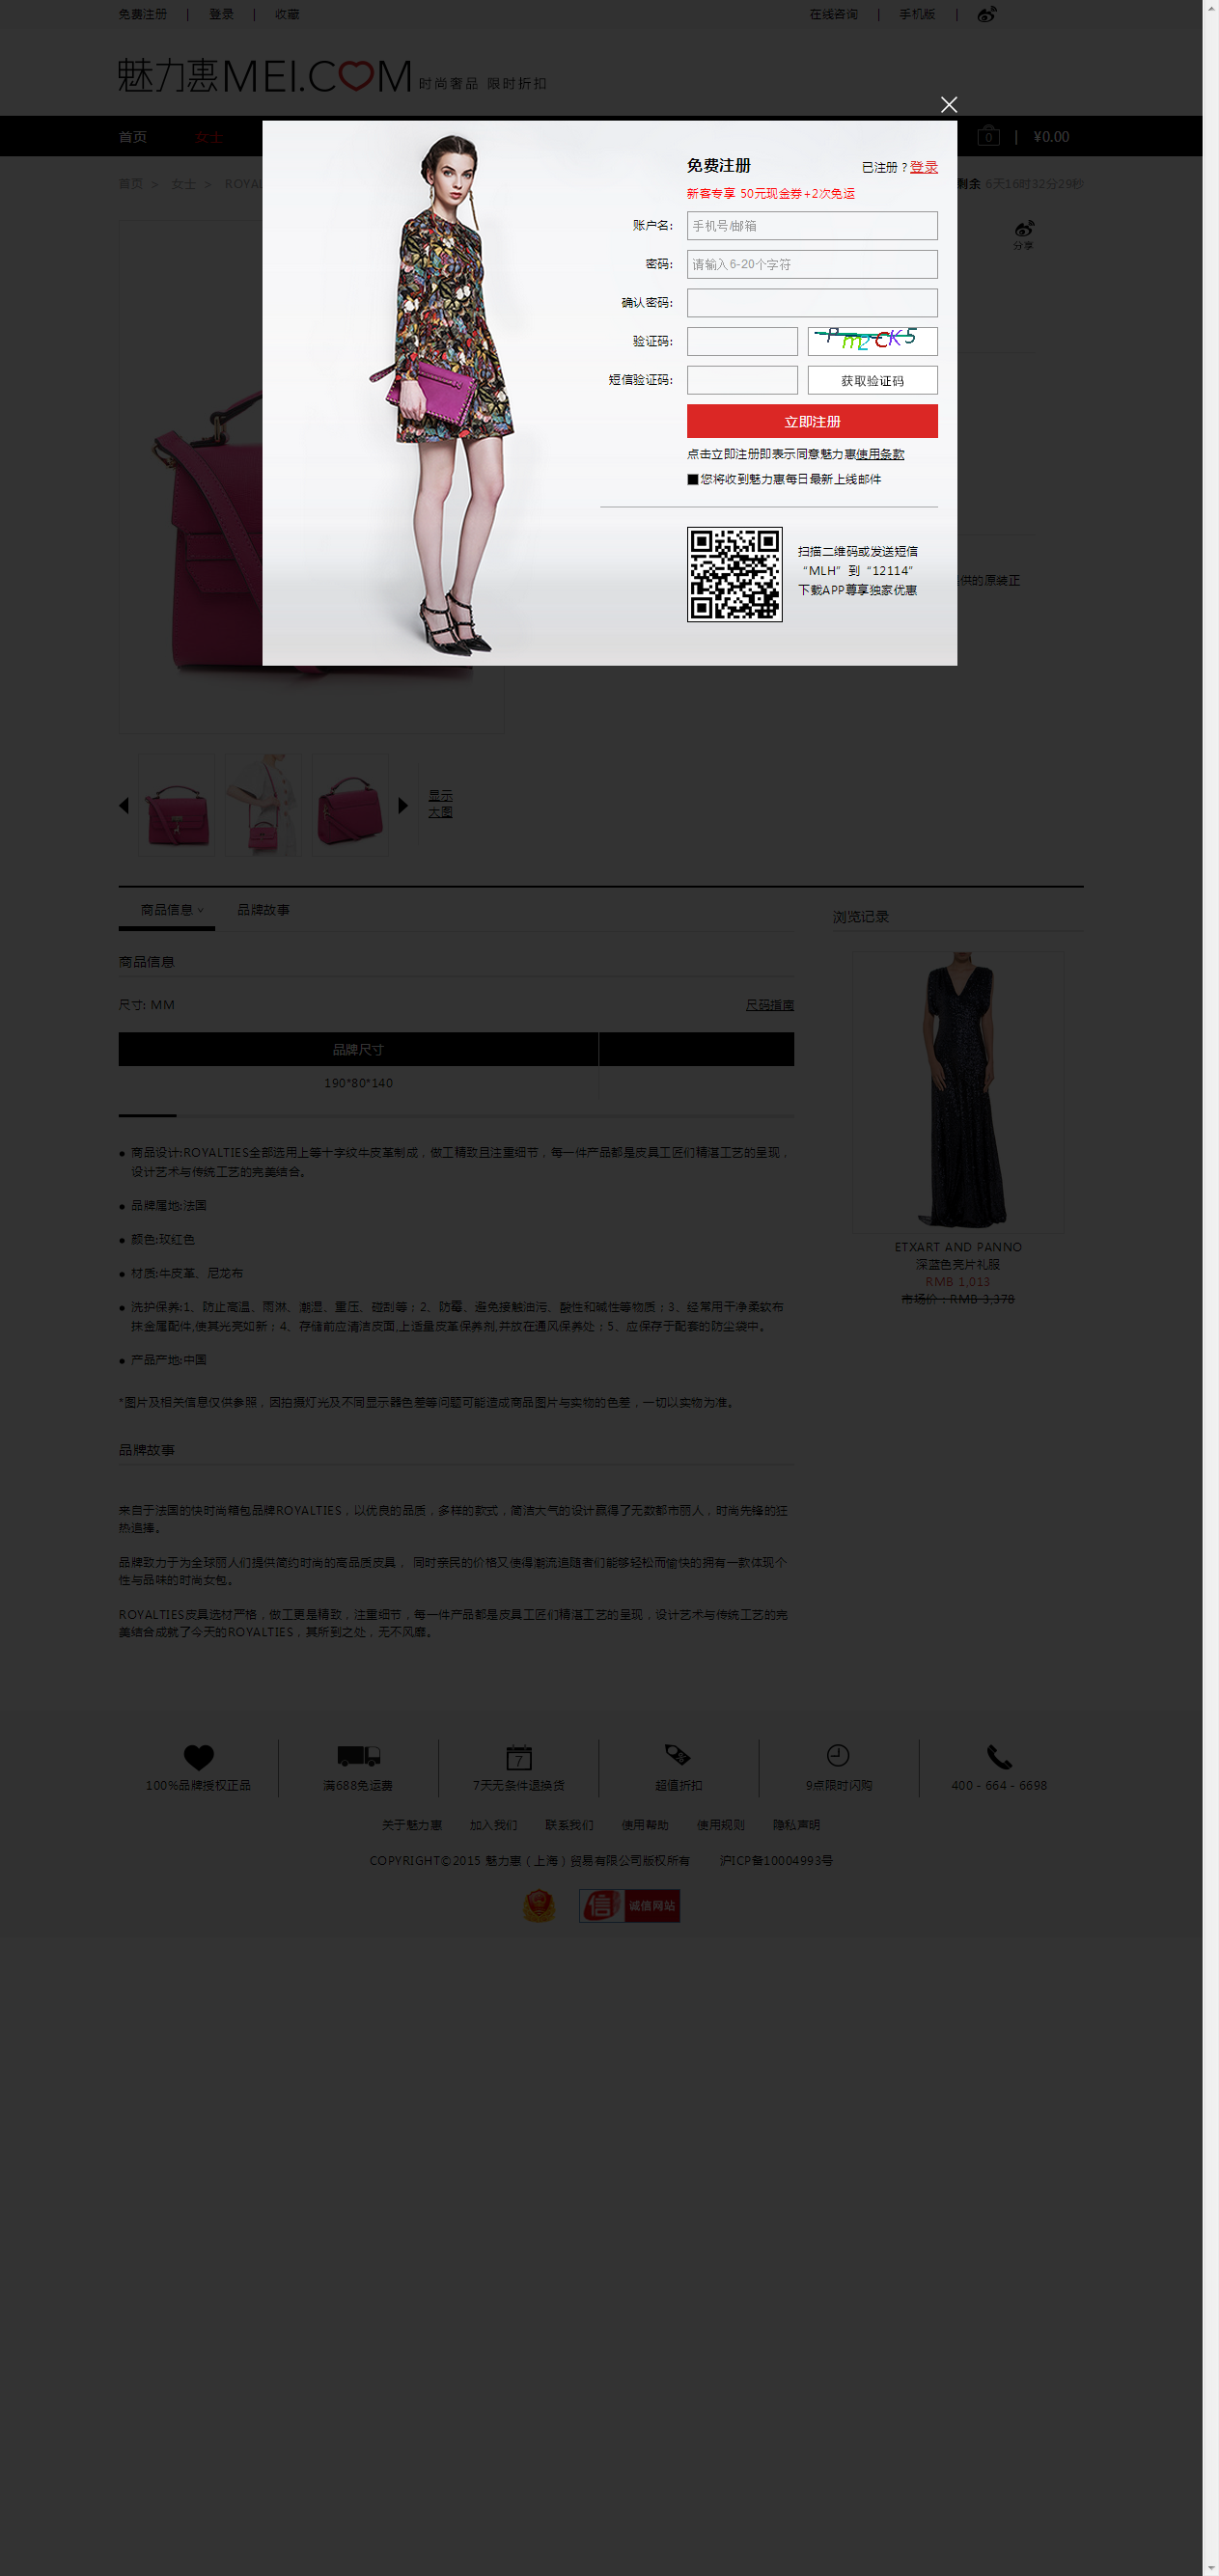 免费注册 | 登录 | 收藏 在线咨询 | 手机版 |
魅力惠MEI.COM 时尚奢品 限时折扣
首页 女士 0 | ¥0.00
首页 > 女士 > ROYAL 剩余 6天16时32分29秒
分享
免费注册 已注册？登录
新客专享 50元现金券+2次免运
账户名: 手机号/邮箱
密码: 请输入6-20个字符
确认密码:
验证码:
短信验证码: 获取验证码
立即注册
点击立即注册即表示同意魅力惠使用条款
您将收到魅力惠每日最新上线邮件
扫描二维码或发送短信
“MLH”到“12114”
下载APP尊享独家优惠
供的原装正
显示
大图
商品信息 品牌故事
浏览记录
商品信息
尺寸: MM 尺码指南
品牌尺寸
190*80*140
● 商品设计:ROYALTIES全部选用上等十字纹牛皮革制成，做工精致且注重细节，每一件产品都是皮具工匠们精湛工艺的呈现，
设计艺术与传统工艺的完美结合。
● 品牌属地:法国
● 颜色:玫红色
● 材质:牛皮革、尼龙布
● 洗护保养:1、防止高温、雨淋、潮湿、重压、碰刮等；2、防霉、避免接触油污、酸性和碱性等物质；3、经常用干净柔软布
抹金属配件,使其光亮如新；4、存储前应清洁皮面,上适量皮革保养剂,并放在通风保养处；5、应保存于配套的防尘袋中。
● 产品产地:中国
ETXART AND PANNO
深蓝色亮片礼服
RMB 1,013
市场价：RMB 3,378
*图片及相关信息仅供参照，因拍摄灯光及不同显示器色差等问题可能造成商品图片与实物的色差，一切以实物为准。
品牌故事
来自于法国的快时尚箱包品牌ROYALTIES，以优良的品质，多样的款式，简洁大气的设计赢得了无数都市丽人，时尚先锋的狂
热追捧。
品牌致力于为全球丽人们提供简约时尚的高品质皮具， 同时亲民的价格又使得潮流追随者们能够轻松而愉快的拥有一款体现个
性与品味的时尚女包。
ROYALTIES皮具选材严格，做工更是精致，注重细节，每一件产品都是皮具工匠们精湛工艺的呈现，设计艺术与传统工艺的完
美结合成就了今天的ROYALTIES，其所到之处，无不风靡。
7
100%品牌授权正品 满688免运费 7天无条件退换货 超值折扣 9点限时闪购 400 - 664 - 6698
关于魅力惠 加入我们 联系我们 使用帮助 使用规则 隐私声明
COPYRIGHT©2015 魅力惠（上海）贸易有限公司版权所有 沪ICP备10004993号
信 诚信网站